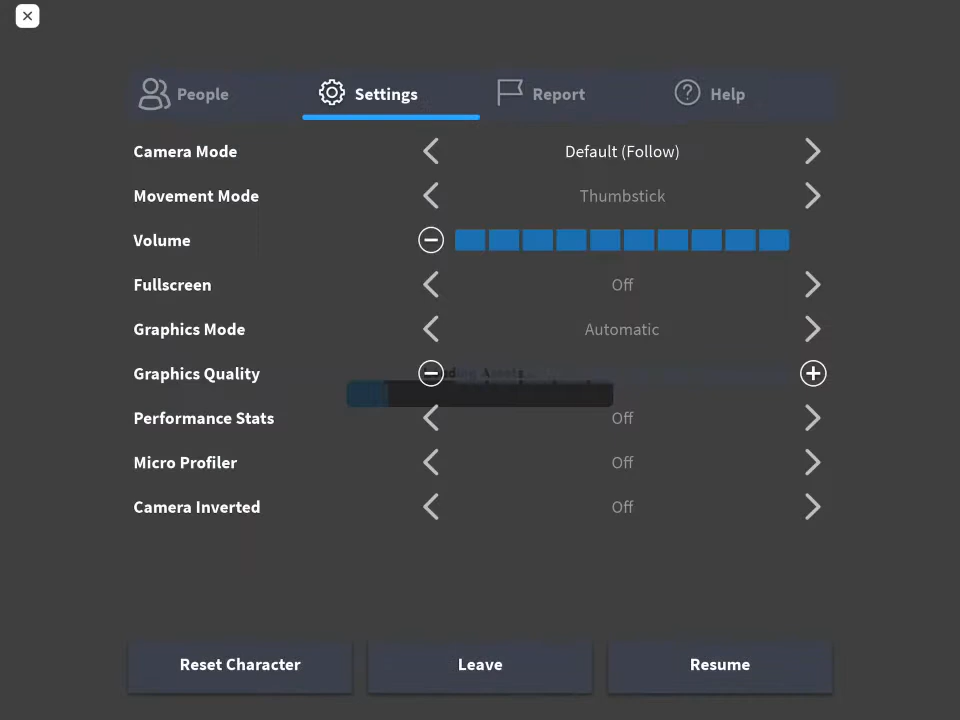 People
Settings
Report
Help
Camera Mode
Default (Follow)
Movement Mode
Thumbstick
Volume
Fullscreen
Off
Graphics Mode
Automatic
Graphics Quality
Assets...
Performance Stats
Off
Micro Profiler
Off
Camera Inverted
Off
Reset Character
Leave
Resume